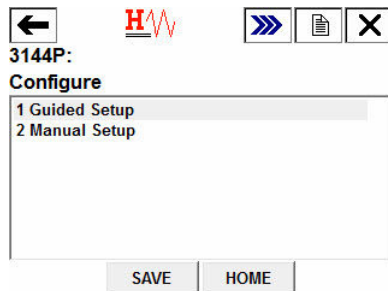 H
3144P:
Configure
1 Guided Setup
2 Manual Setup
SAVE HOME